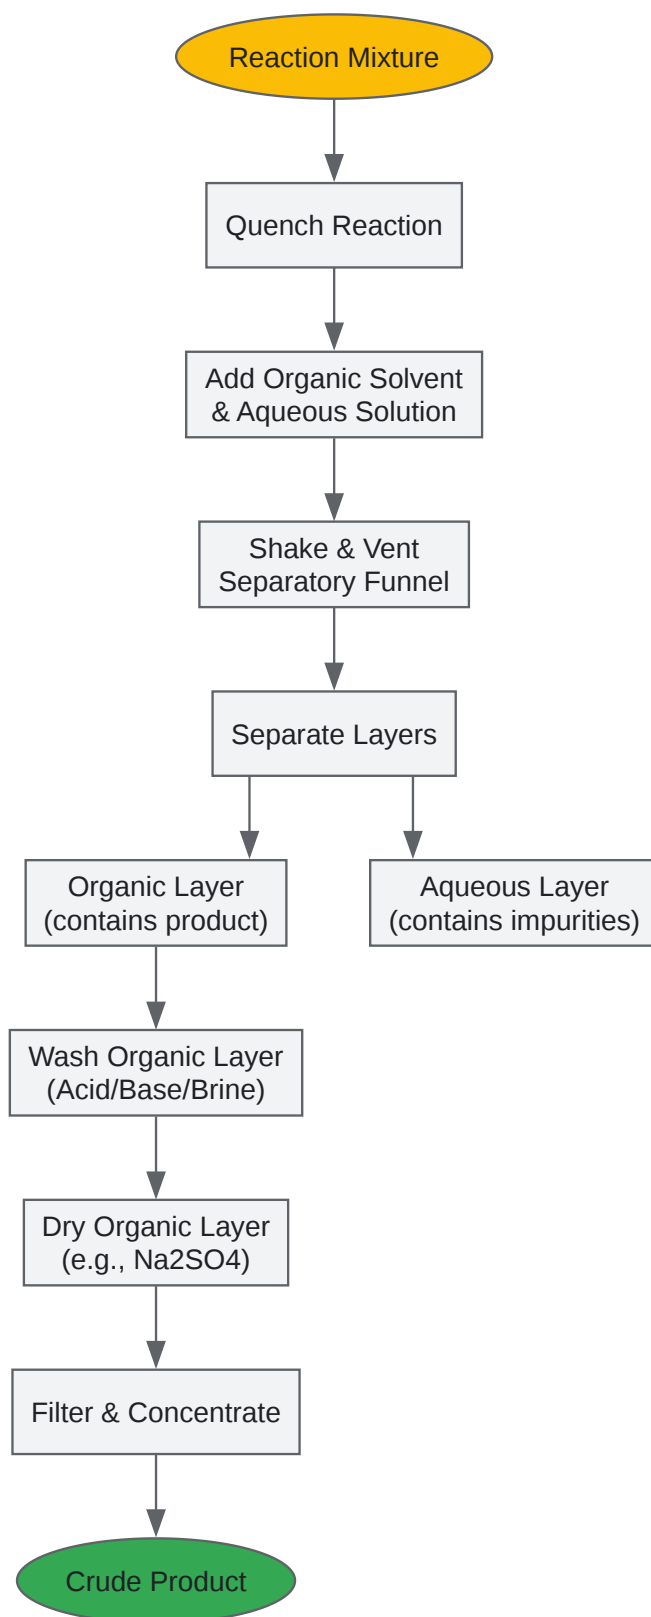 Reaction Mixture
Quench Reaction
Add Organic Solvent
& Aqueous Solution
Shake & Vent
Separatory Funnel
Separate Layers
Organic Layer
(contains product)
Aqueous Layer
(contains impurities)
Wash Organic Layer
(Acid/Base/Brine)
Dry Organic Layer
(e.g., Na2SO4)
Filter & Concentrate
Crude Product